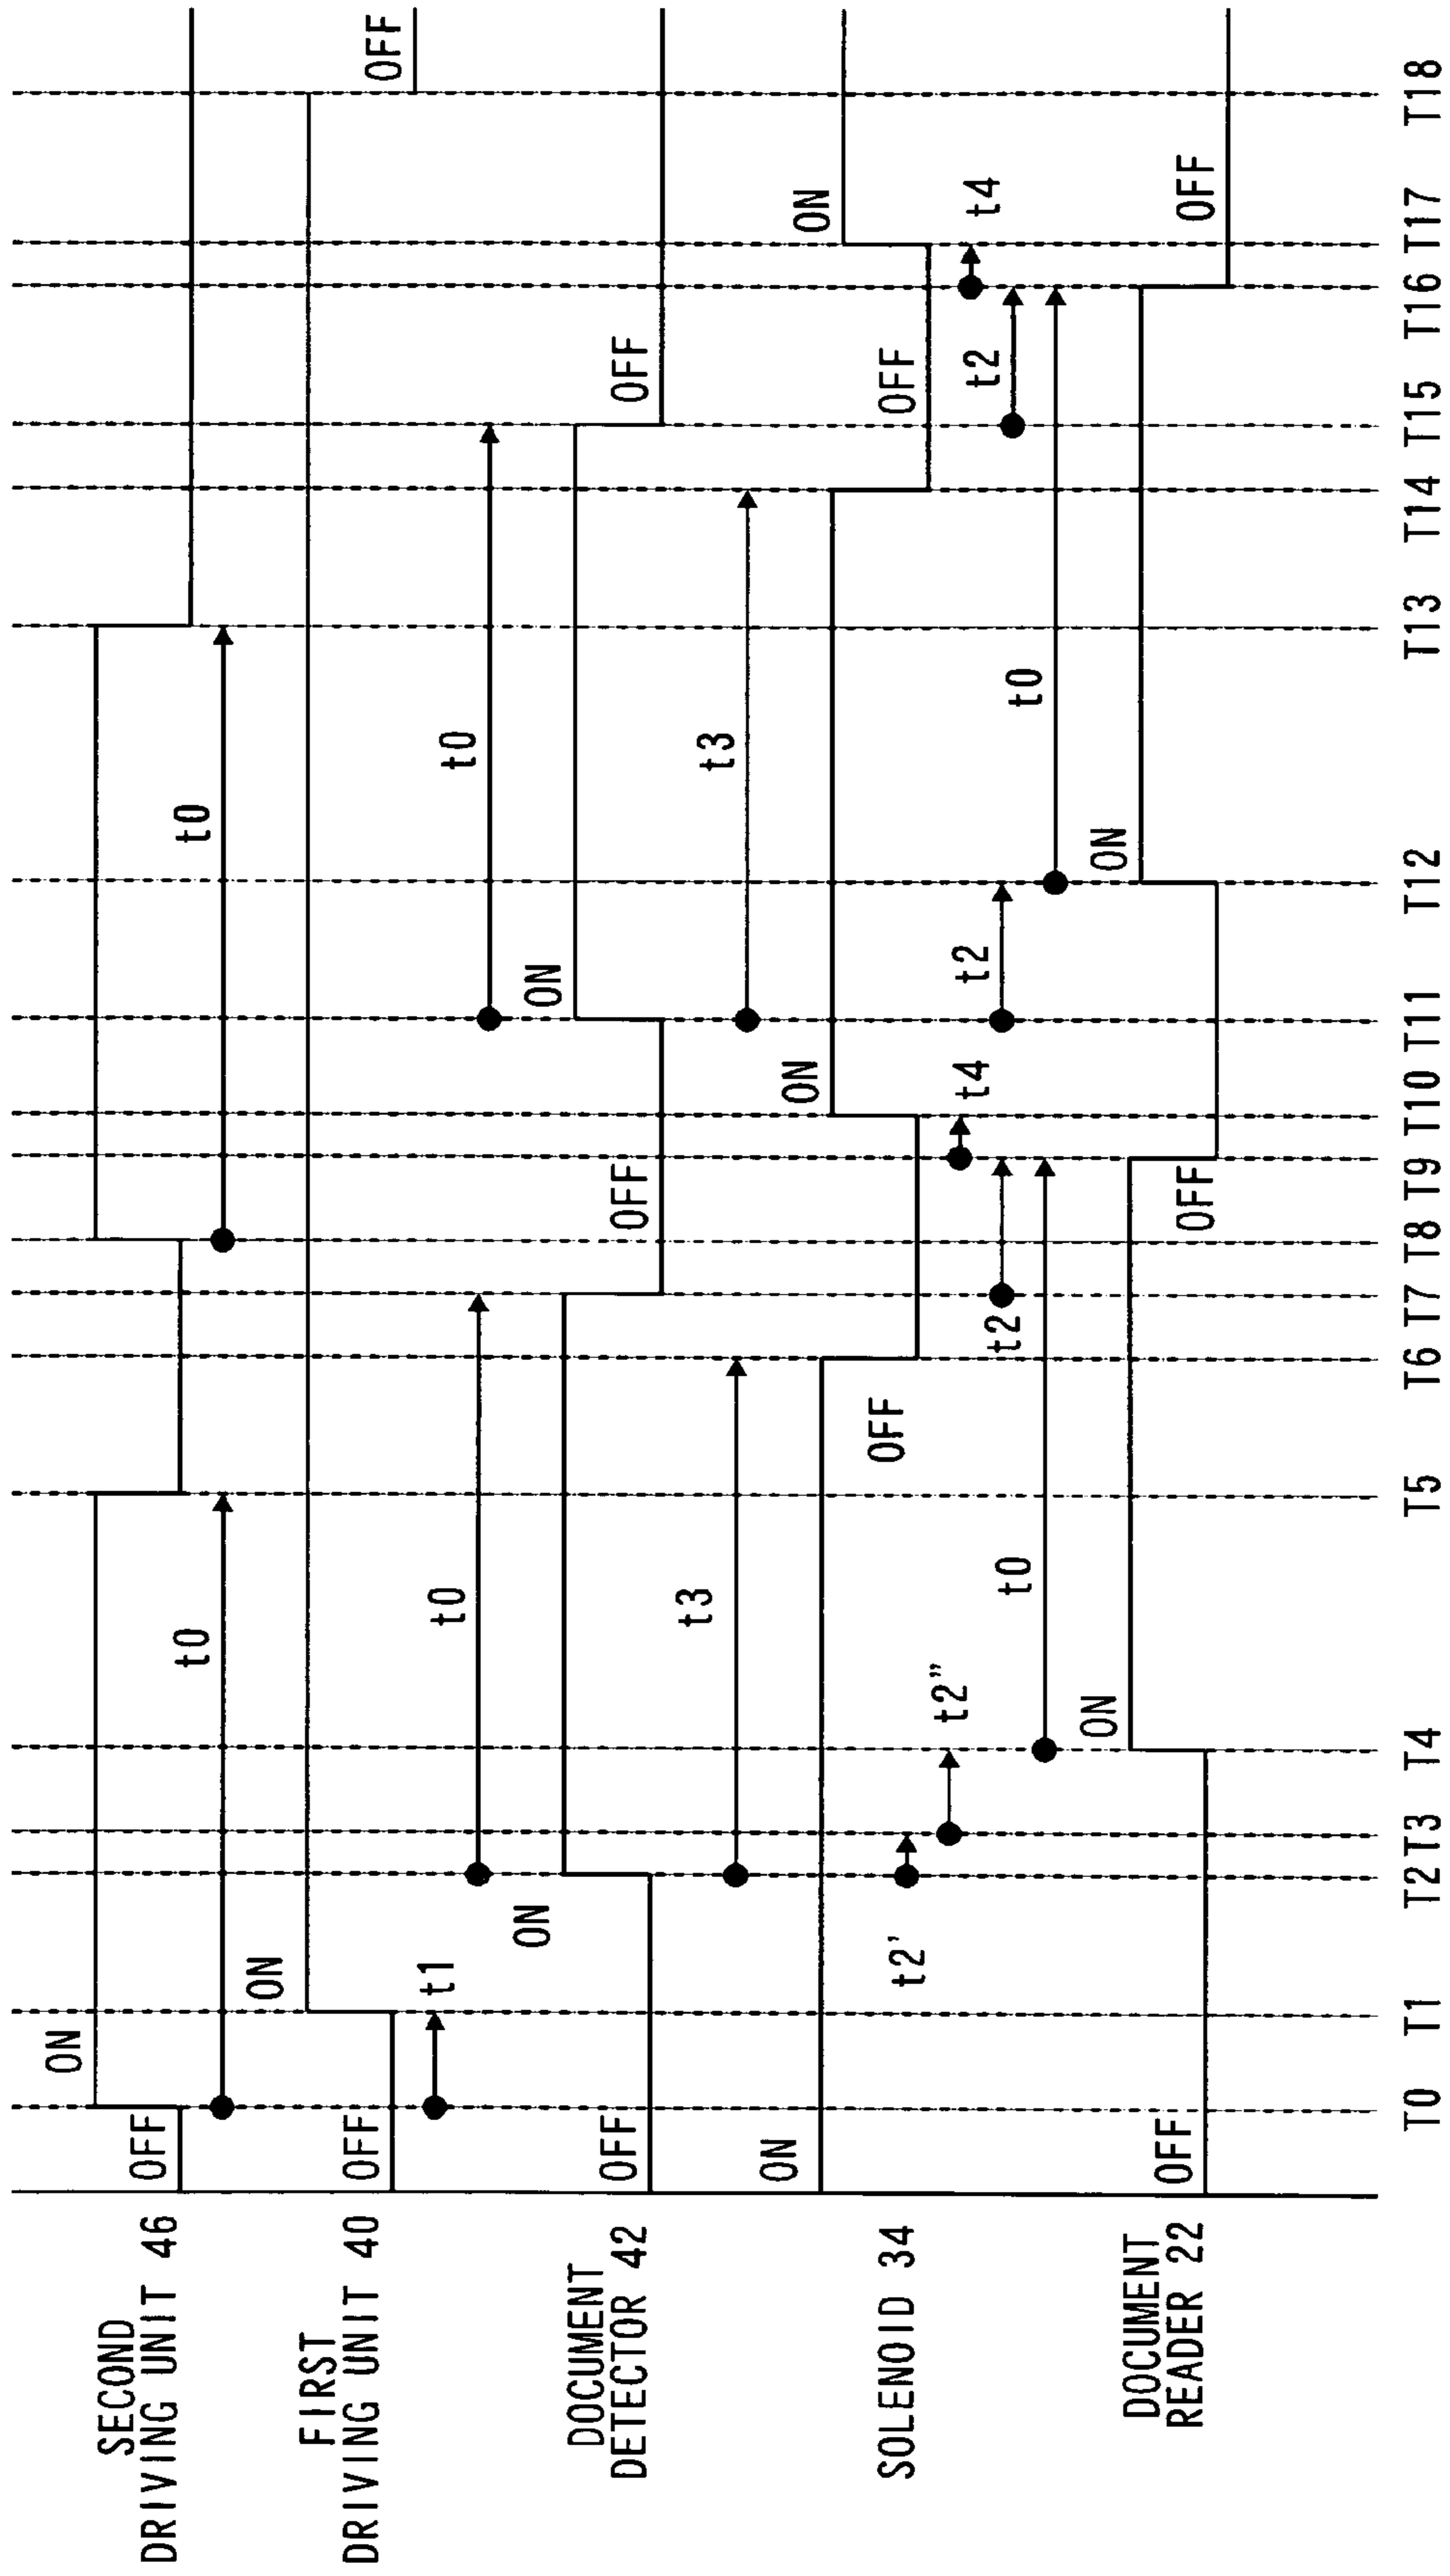 SECOND
DRIVING UNIT 46
OFF
ON
t0
t0
FIRST
DRIVING UNIT 40
OFF
ON
OFF
t1
DOCUMENT
DETECTOR 42
OFF
ON
t0
OFF
ON
t0
OFF
SOLENOID 34
ON
t3
OFF
ON
t3
OFF
ON
t2'
t2"
t2
t4
t2
t2
t4
DOCUMENT
READER 22
OFF
ON
t0
OFF
ON
t0
OFF
T0 T1 T2 T3 T4 T5 T6 T7 T8 T9 T10 T11 T12 T13 T14 T15 T16 T17 T18